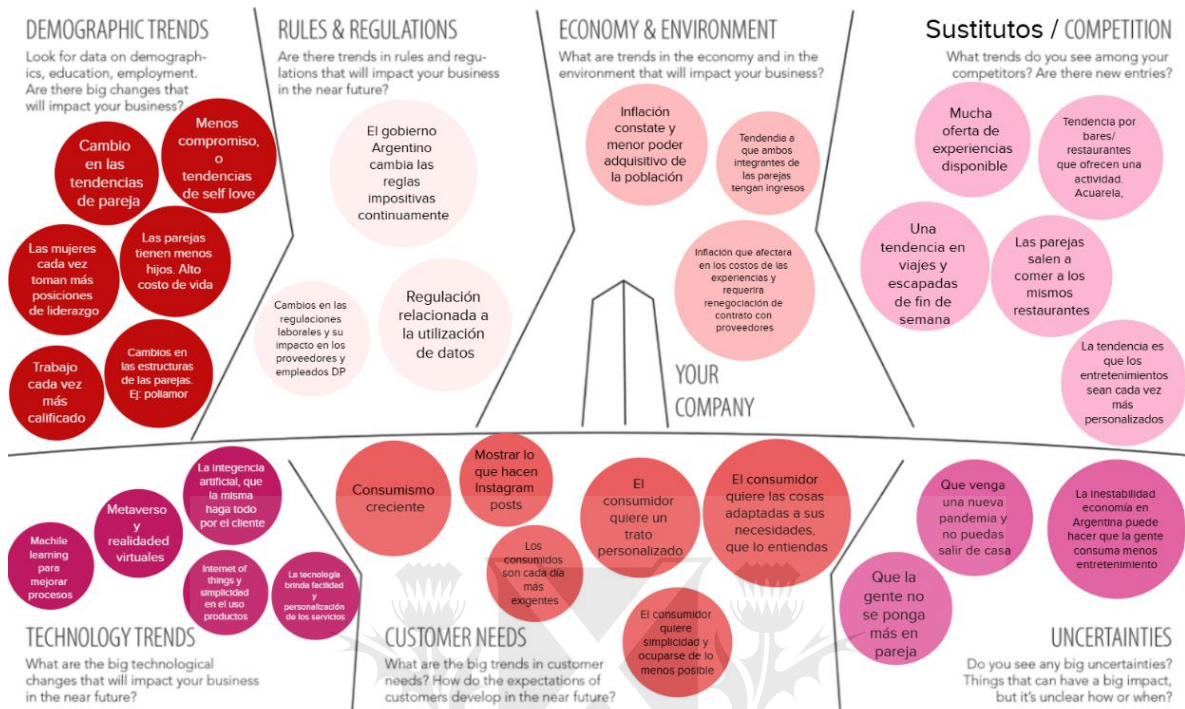 DEMOGRAPHIC TRENDS
Look for data on demograph-
ics, education, employment.
Are there big changes that
will impact your business?
Cambio
en las
tendencias
de pareja
Menos
compromiso,
o
tendencias
de self love
Las mujeres
cada vez
toman más
posiciones
de liderazgo
Las parejas
tienen menos
hijos. Alto
costo de vida
Trabajo
cada vez
más
calificado
Cambios en
las estructuras
de las parejas.
Ej: poliamor
RULES & REGULATIONS
Are there trends in rules and regu-
lations that will impact your business
in the near future?
El gobierno
Argentino
cambia las
reglas
impositivas
continuamente
Cambios en las
regulaciones
laborales y su
impacto en los
proveedores y
empleados DP
Regulación
relacionada a
la utilización
de datos
ECONOMY & ENVIRONMENT
What are trends in the economy and in the
environment that will impact your business?
Inflación
constate y
menor poder
adquisitivo de
la población
Tendendia a
que ambos
integrantes de
las parejas
tengan ingresos
Inflación que afectara
en los costos de las
experiencias y
requerira
renegociación de
contrato con
proveedores
YOUR
COMPANY
Sustitutos / COMPETITION
What trends do you see among your
competitors? Are there new entries?
Mucha
oferta de
experiencias
disponible
Tendencia por
bares/
restaurantes
que ofrecen una
actividad.
Acuarela,
Una
tendencia en
viajes y
escapadas
de fin de
semana
Las parejas
salen a
comer a los
mismos
restaurantes
La tendencia es
que los
entretenimientos
sean cada vez
más
personalizados
La integencia
artificial, que
la misma
haga todo
por el cliente
Metaverso
y
realidaded
virtuales
Machile
learning
para
mejorar
procesos
Internet of
things y
simplicidad
en el uso
productos
La tecnología
brinda facilidad
y
personalización
de los servicios
TECHNOLOGY TRENDS
What are the big technological
changes that will impact your business
in the near future?
Consumismo
creciente
Mostrar lo
que hacen
Instagram
posts
Los
consumidos
son cada día
más
exigentes
El
consumidor
quiere un
trato
personalizado
El consumidor
quiere las cosas
adaptadas a sus
necesidades,
que lo entiendas
El consumidor
quiere
simplicidad y
ocuparse de lo
menos posible
CUSTOMER NEEDS
What are the big trends in customer
needs? How do the expectations of
customers develop in the near future?
Que venga
una nueva
pandemia y
no puedas
salir de casa
La inestabilidad
economía en
Argentina puede
hacer que la gente
consuma menos
entretenimiento
Que la
gente no
se ponga
más en
pareja
UNCERTAINTIES
Do you see any big uncertainties?
Things that can have a big impact,
but it's unclear how or when?